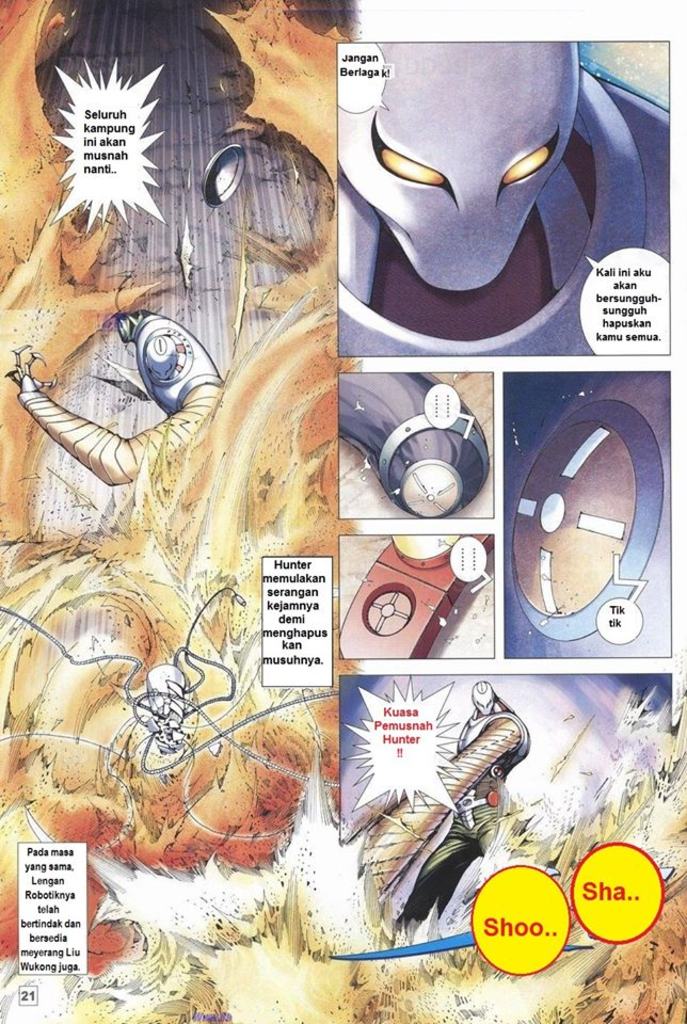 Seluruh
kampung
ini akan
musnah
nanti..
Jangan
Berlagak!
Kali ini aku
akan
bersungguh-
sungguh
hapuskan
kamu semua.
Tik
tik
Hunter
memulakan
serangan
kejamnya
demi
menghapus
kan
musuhnya.
Kuasa
Pemusnah
Hunter
!!
Pada masa
yang sama,
Lengan
Robotiknya
telah
bertindak dan
bersedia
meyerang Liu
Wukong juga.
Shoo..
Sha..
21